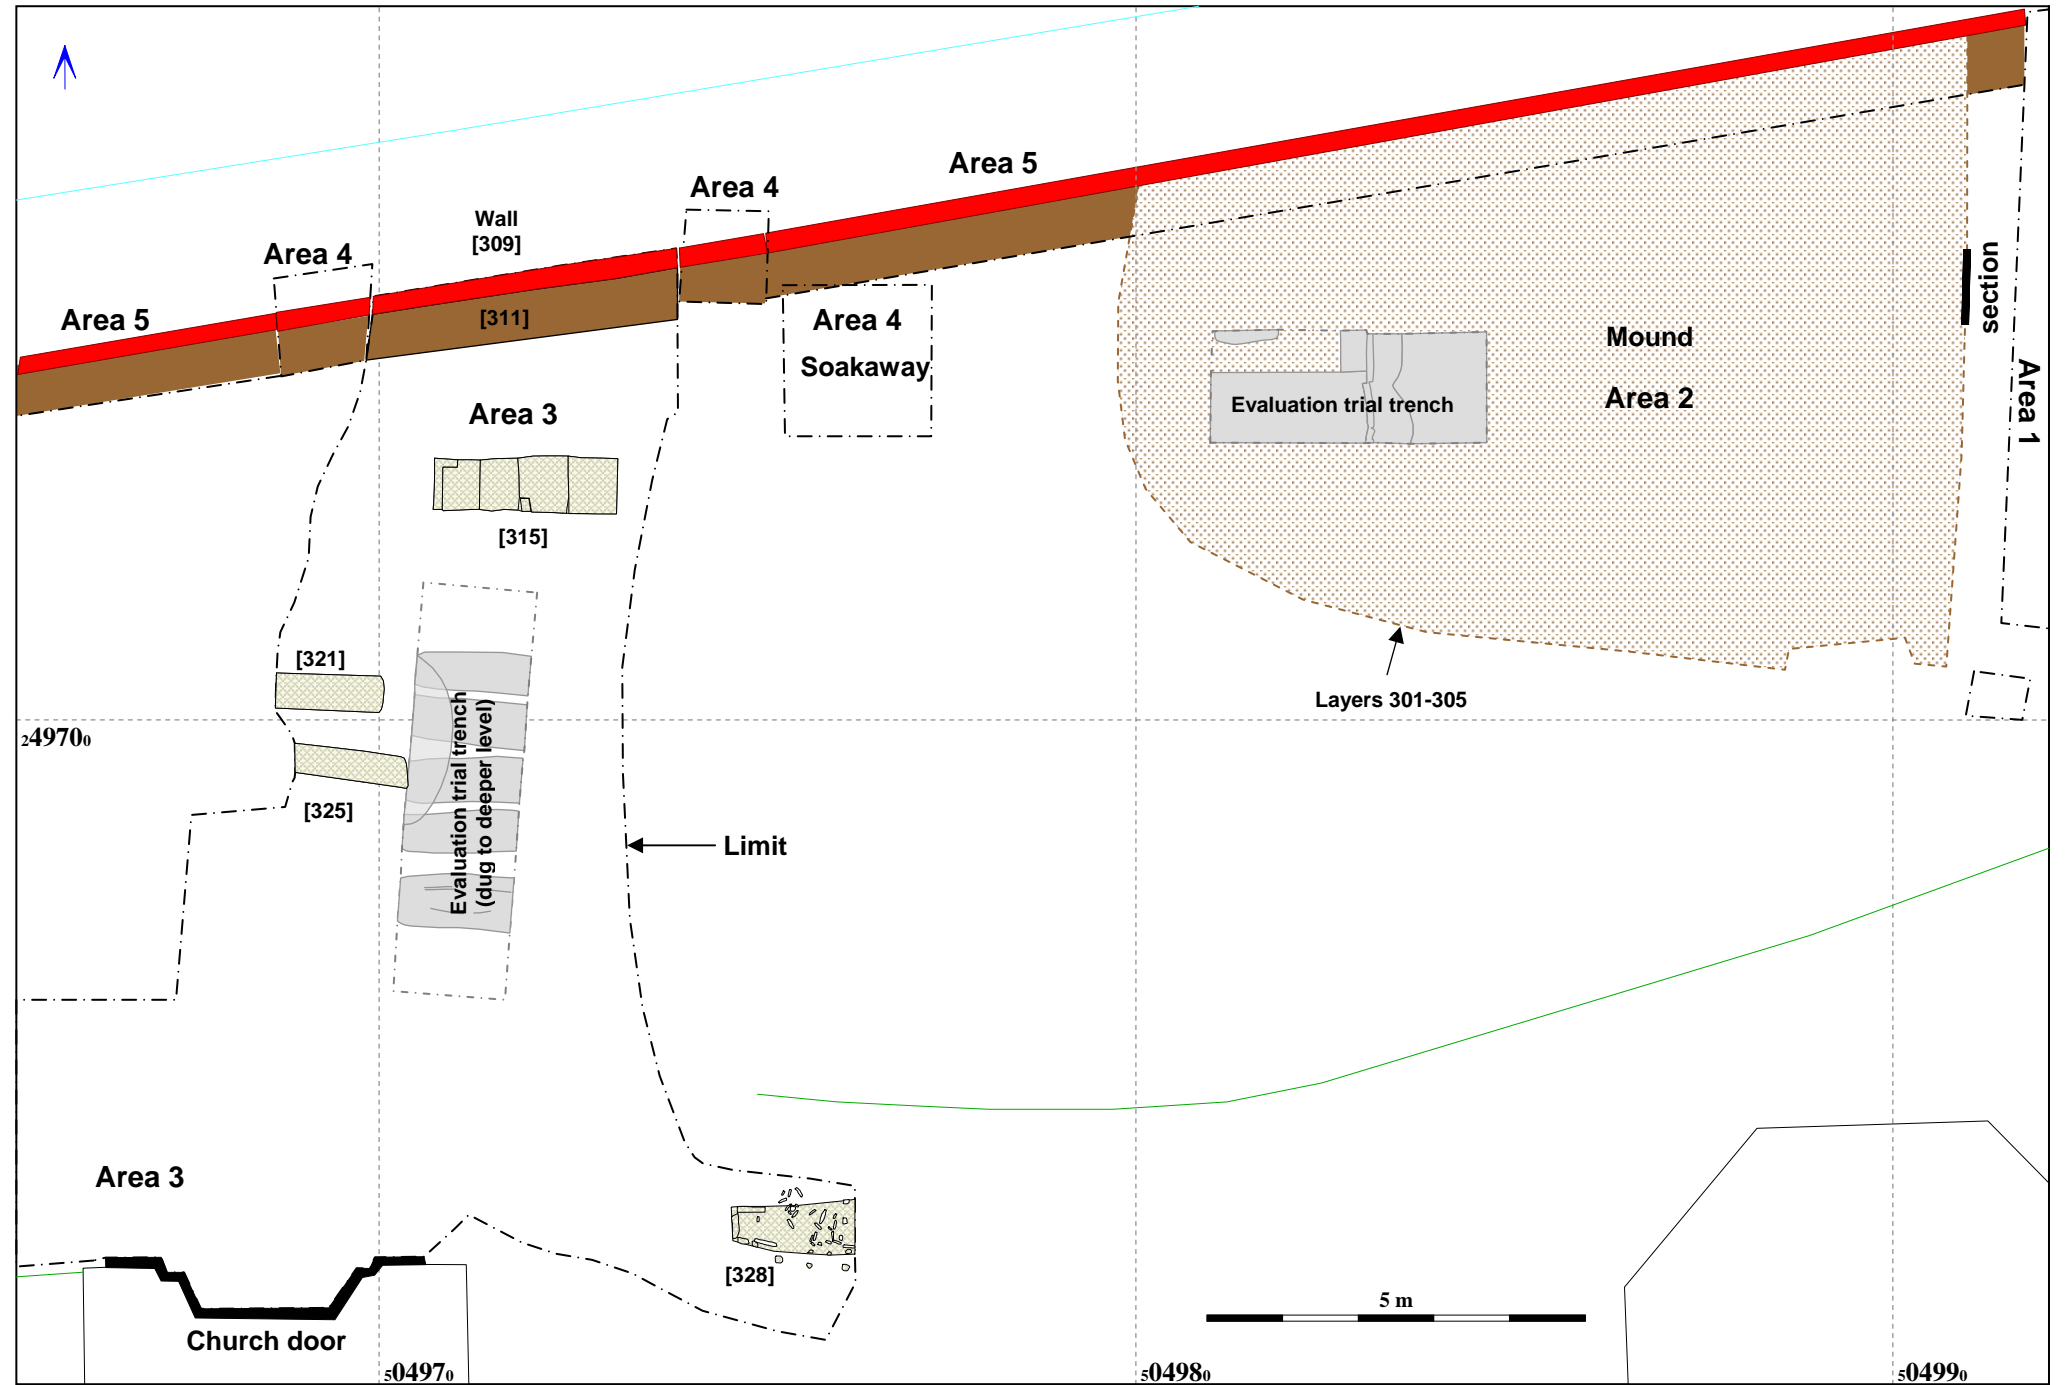 Area 5
Area 4
Wall
[309]
Area 4
Area 5
[311]
Area 3
Area 4
Soakaway
Mound
Area 2
Evaluation trial trench
section
Area 1
[315]
[321]
[325]
Evaluation trial trench
(dug to deeper level)
Layers 301-305
249700
Limit
Area 3
[328]
Church door
5 m
504970
504980
504990